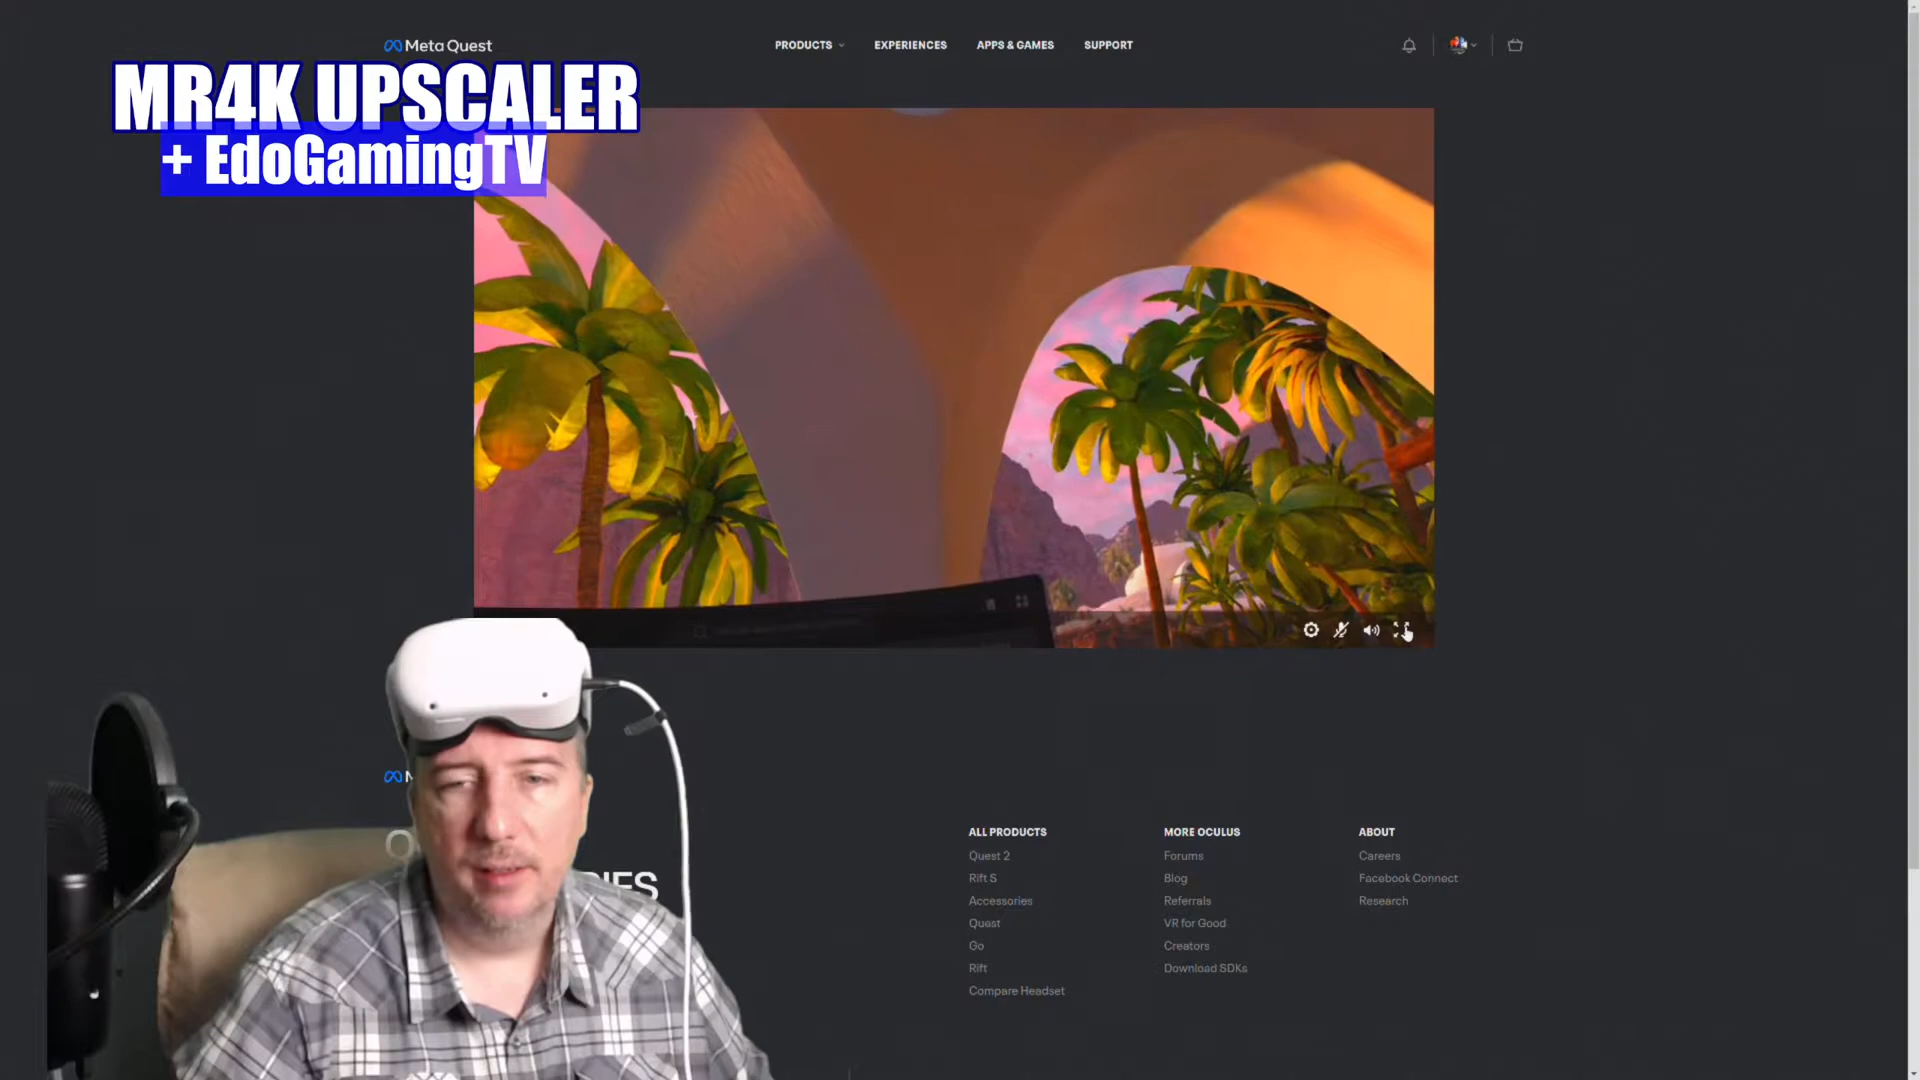 Meta Quest
PRODUCTS
EXPERIENCES
APPS & GAMES
SUPPORT
MR4K UPSCALER
+ EdoGamingTV
ALL PRODUCTS
Quest 2
Rift S
Accessories
Quest
Go
Rift
Compare Headset
MORE OCULUS
Forums
Blog
Referrals
VR for Good
Creators
Download SDKs
ABOUT
Careers
Facebook Connect
Research